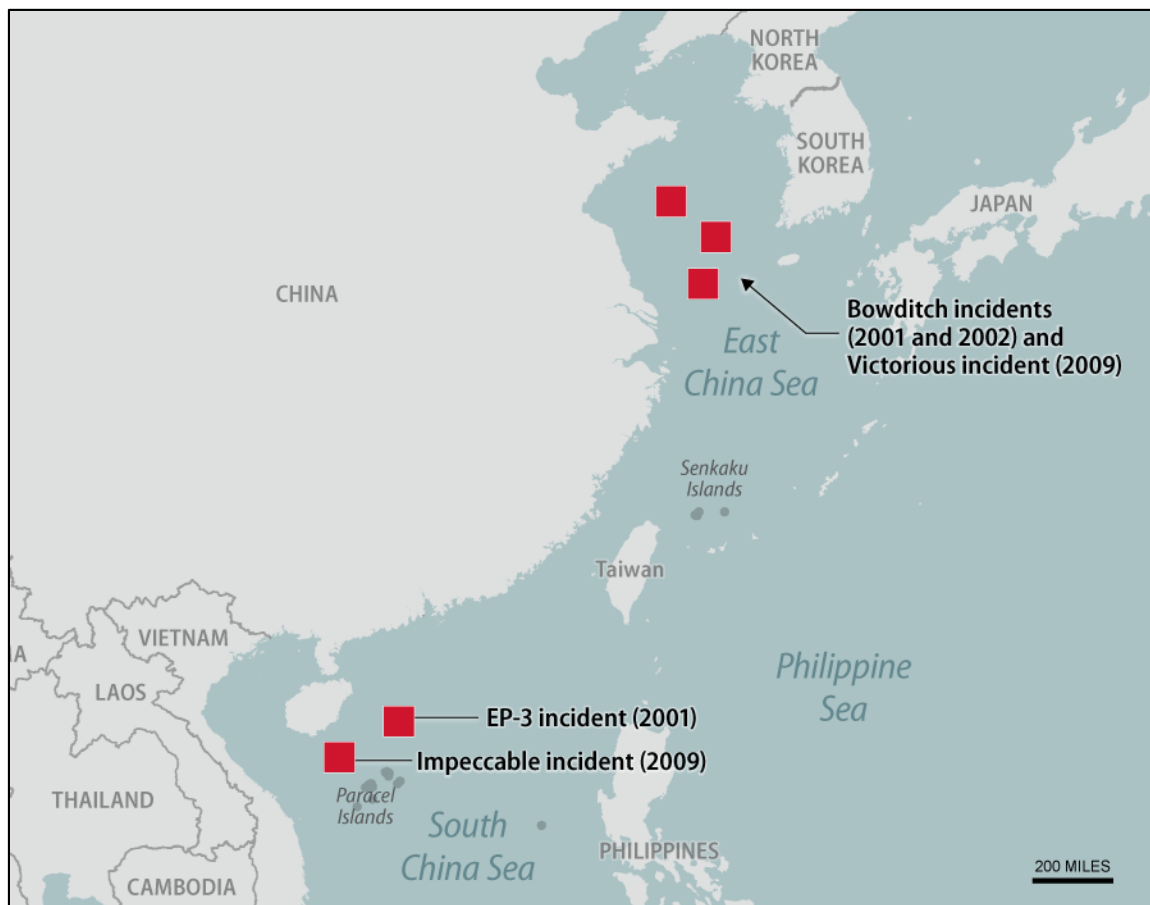 NORTH
KOREA
SOUTH
KOREA
JAPAN
CHINA
Bowditch incidents
(2001 and 2002) and
Victorious incident (2009)
East
China Sea
Senkaku
Islands
Taiwan
VIETNAM
IA
LAOS
Philippine
Sea
EP-3 incident (2001)
Impeccable incident (2009)
THAILAND
Paracel
Islands
South
China Sea
PHILIPPINES
CAMBODIA
200 MILES